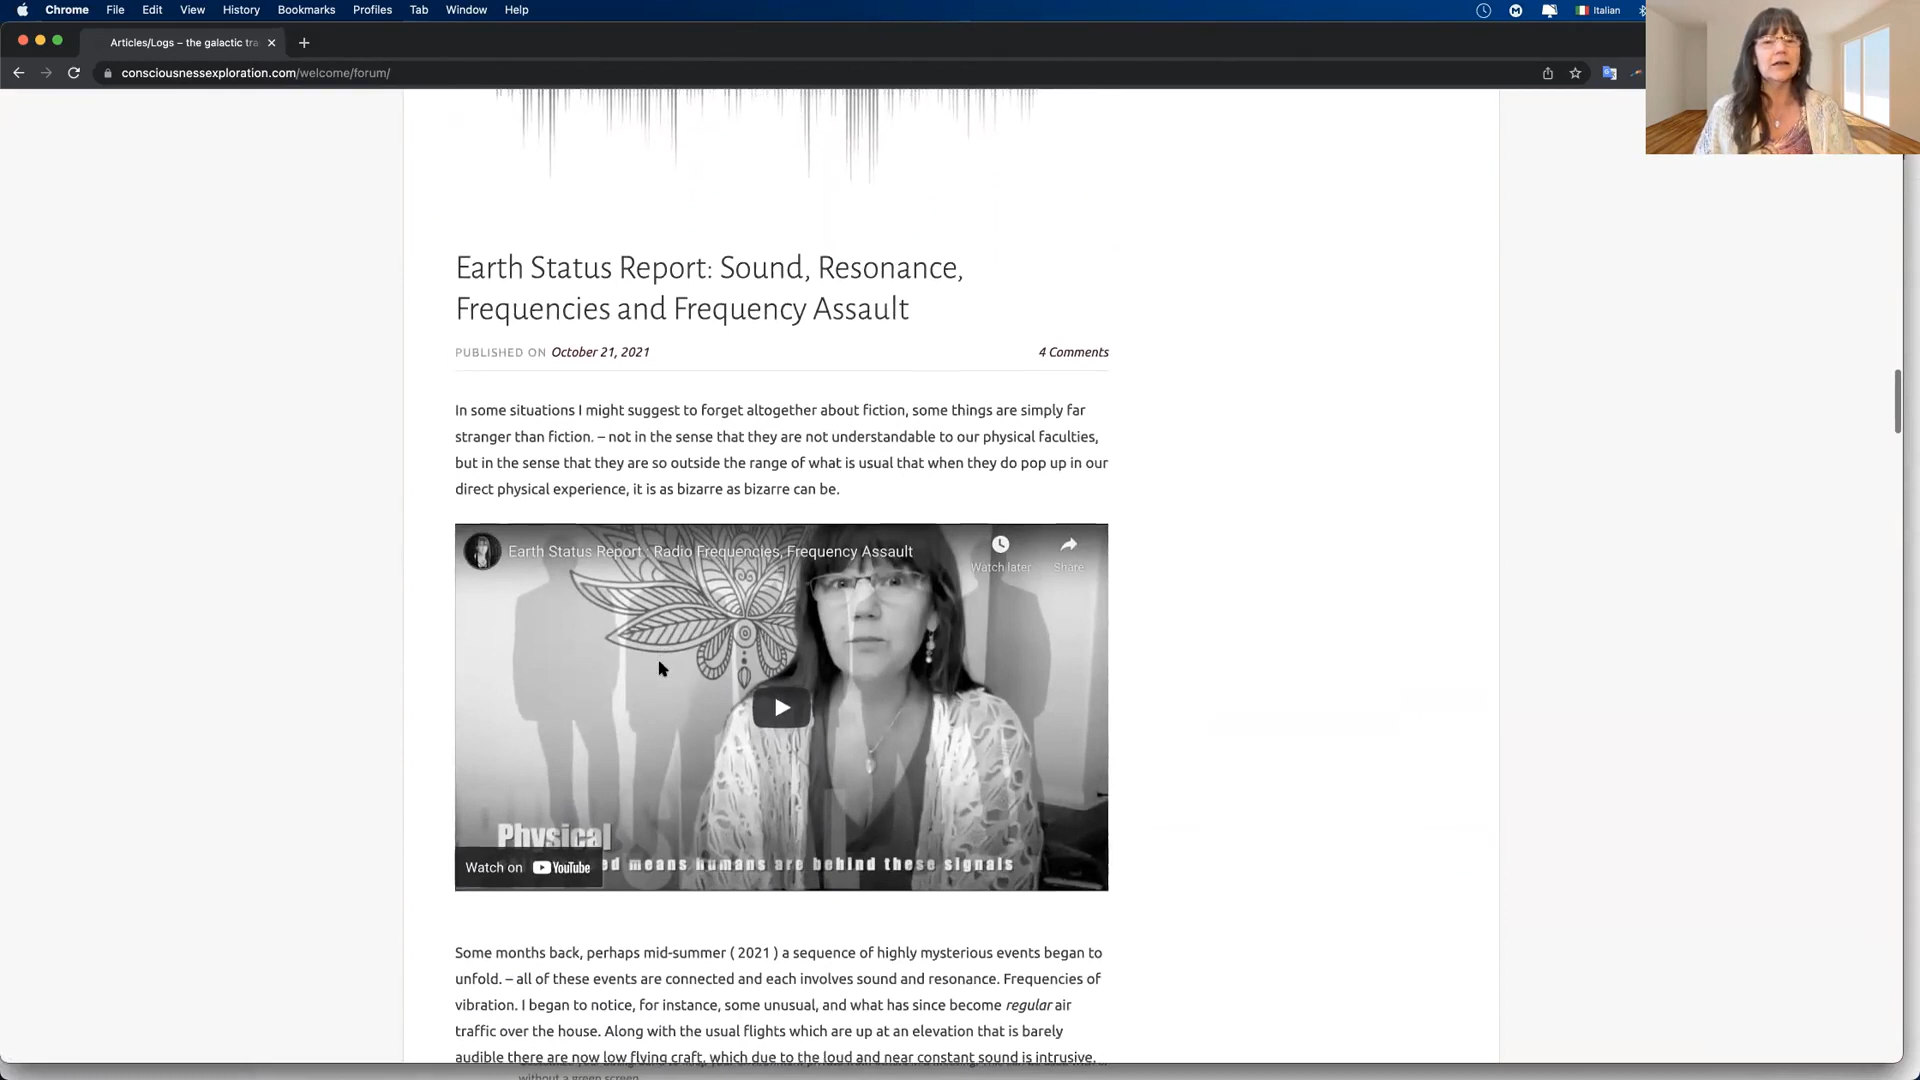 Chrome File Edit View History Bookmarks Profiles Tab Window Help Italian
Articles/Logs – the galactic tra
consciousnessexploration.com/welcome/forum/
Earth Status Report: Sound, Resonance,
Frequencies and Frequency Assault
PUBLISHED ON October 21, 2021 4 Comments
In some situations I might suggest to forget altogether about fiction, some things are simply far
stranger than fiction. – not in the sense that they are not understandable to our physical faculties,
but in the sense that they are so outside the range of what is usual that when they do pop up in our
direct physical experience, it is as bizarre as bizarre can be.
Earth Status Report : Radio Frequencies, Frequency Assault
Watch later Share
Physical
ed means humans are behind these signals
Watch on YouTube
Some months back, perhaps mid-summer ( 2021 ) a sequence of highly mysterious events began to
unfold. – all of these events are connected and each involves sound and resonance. Frequencies of
vibration. I began to notice, for instance, some unusual, and what has since become regular air
traffic over the house. Along with the usual flights which are up at an elevation that is barely
audible there are now low flying craft, which due to the loud and near constant sound is intrusive.
without a green screen